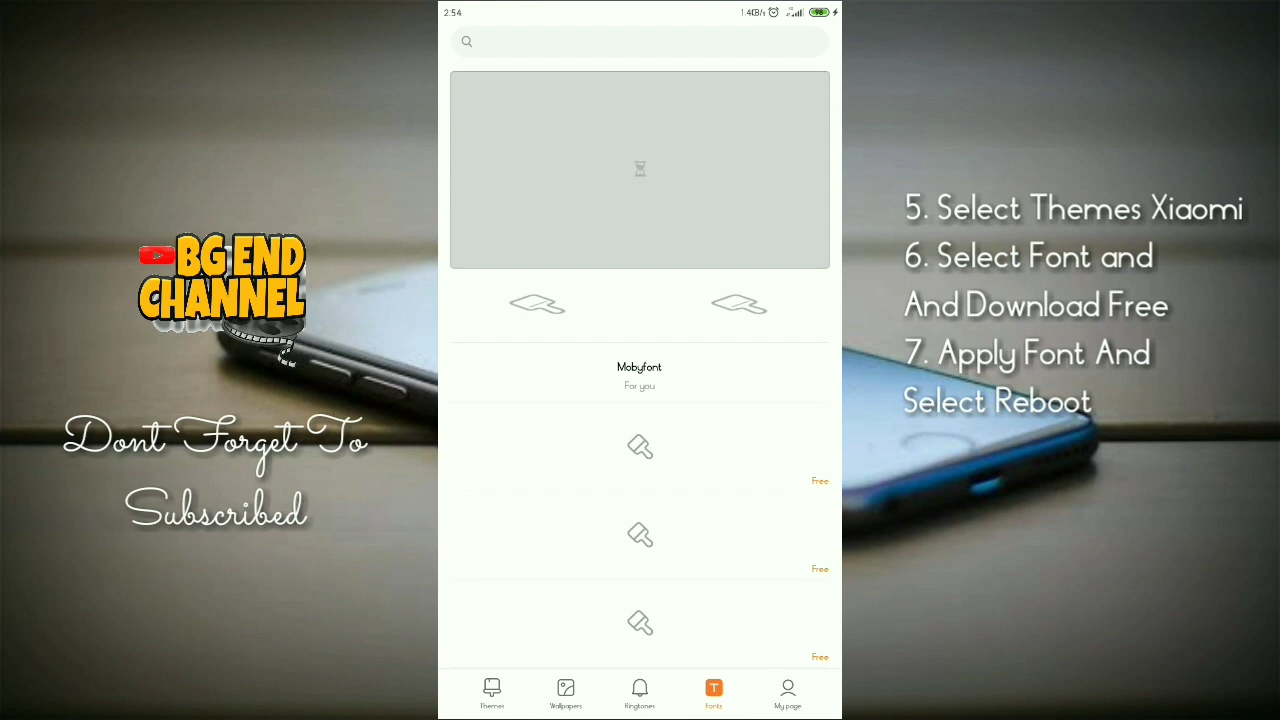 2:54
1.4KB/s
98
BG END
CHANNEL
Dont Forget To
Subscribed
Mobyfont
For you
Free
Free
Free
Themes
Wallpapers
Ringtones
Fonts
My page
5. Select Themes Xiaomi
6. Select Font and
And Download Free
7. Apply Font And
Select Reboot